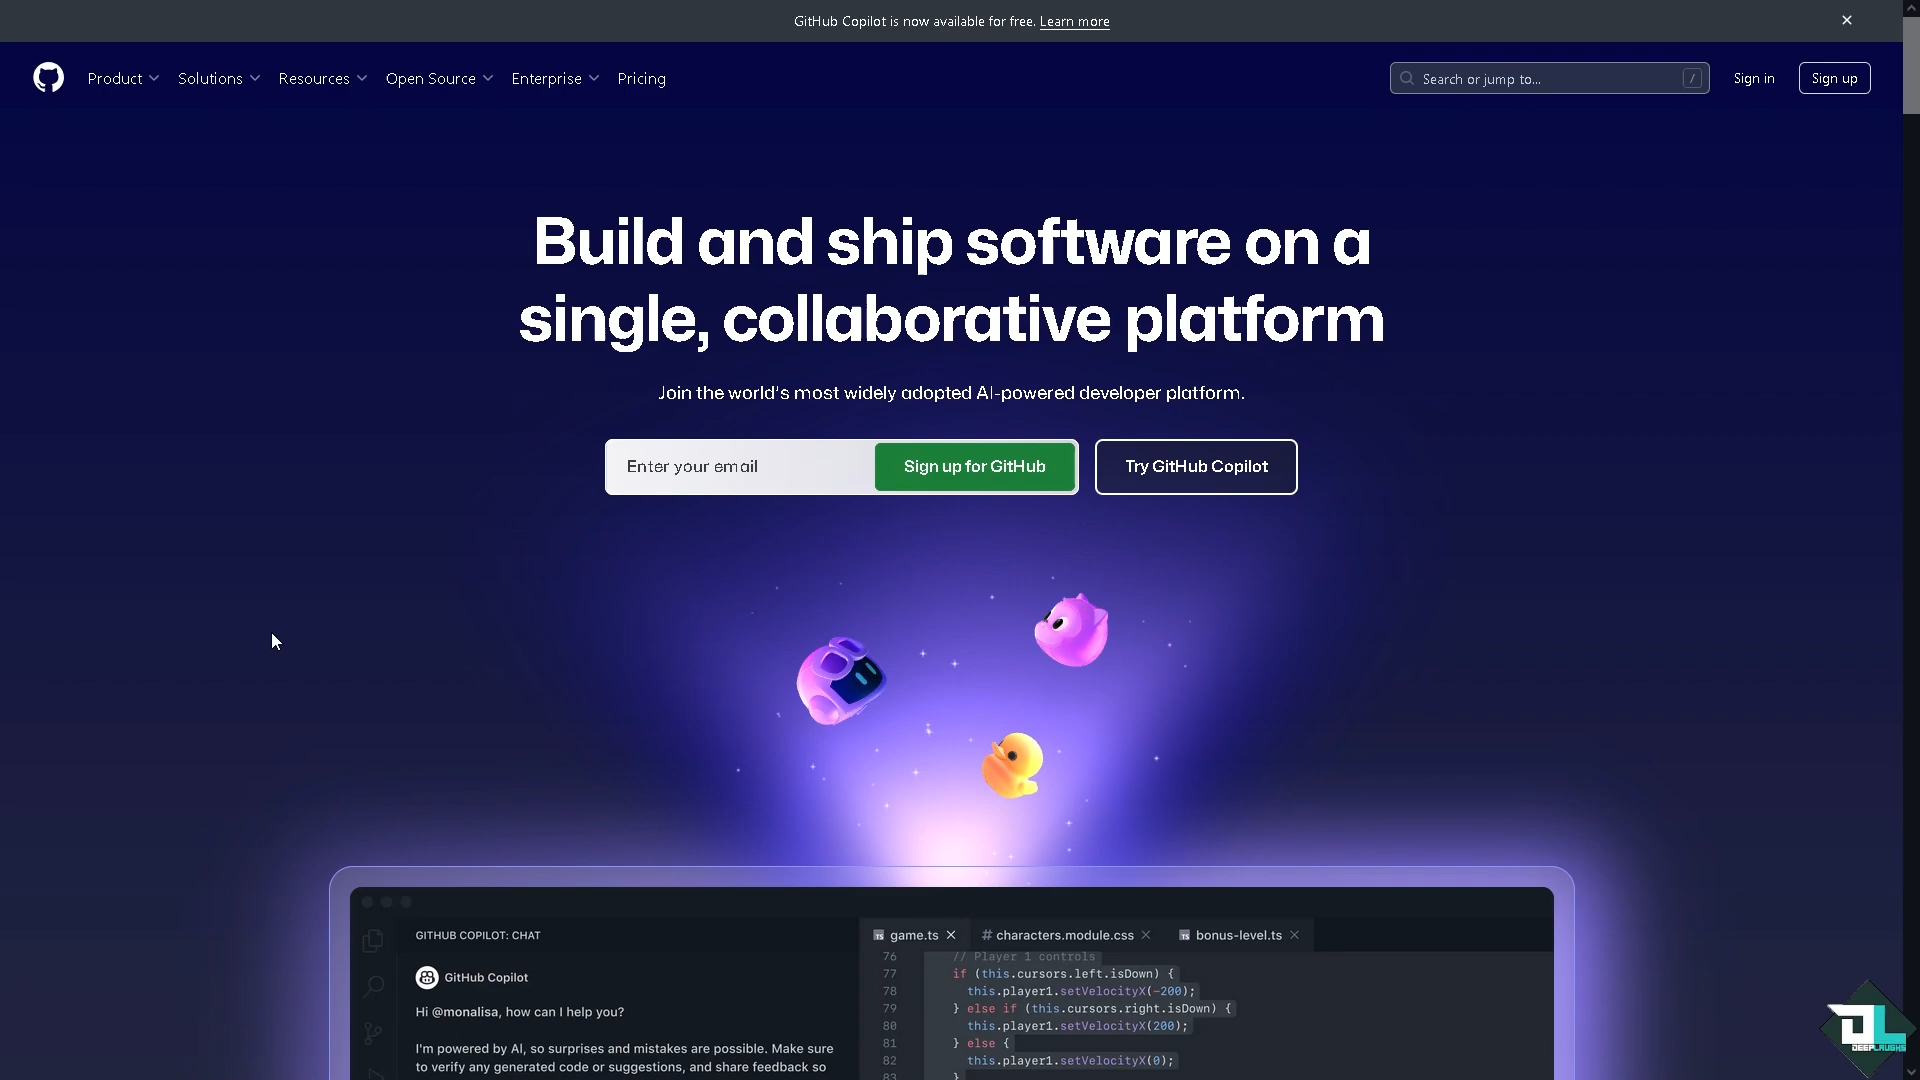 GitHub Copilot is now available for free. Learn more
Product
Solutions
Resources
Open Source
Enterprise
Pricing
Search or jump to...
/
Sign in
Sign up
Build and ship software on a
single, collaborative platform
Join the world's most widely adopted AI-powered developer platform.
Enter your email
Sign up for GitHub
Try GitHub Copilot
GITHUB COPILOT: CHAT
GitHub Copilot
Hi @monalisa, how can I help you?
I'm powered by AI, so surprises and mistakes are possible. Make sure
to verify any generated code or suggestions, and share feedback so
TS game.ts
# characters.module.css
TS bonus-level.ts
76 // Player 1 controls
77 if (this.cursors.left.isDown) {
78 this.player1.setVelocityX(-200);
79 } else if (this.cursors.right.isDown) {
80 this.player1.setVelocityX(200);
81 } else {
82 this.player1.setVelocityX(0);
83 }
DL
DEEPLAUGHS